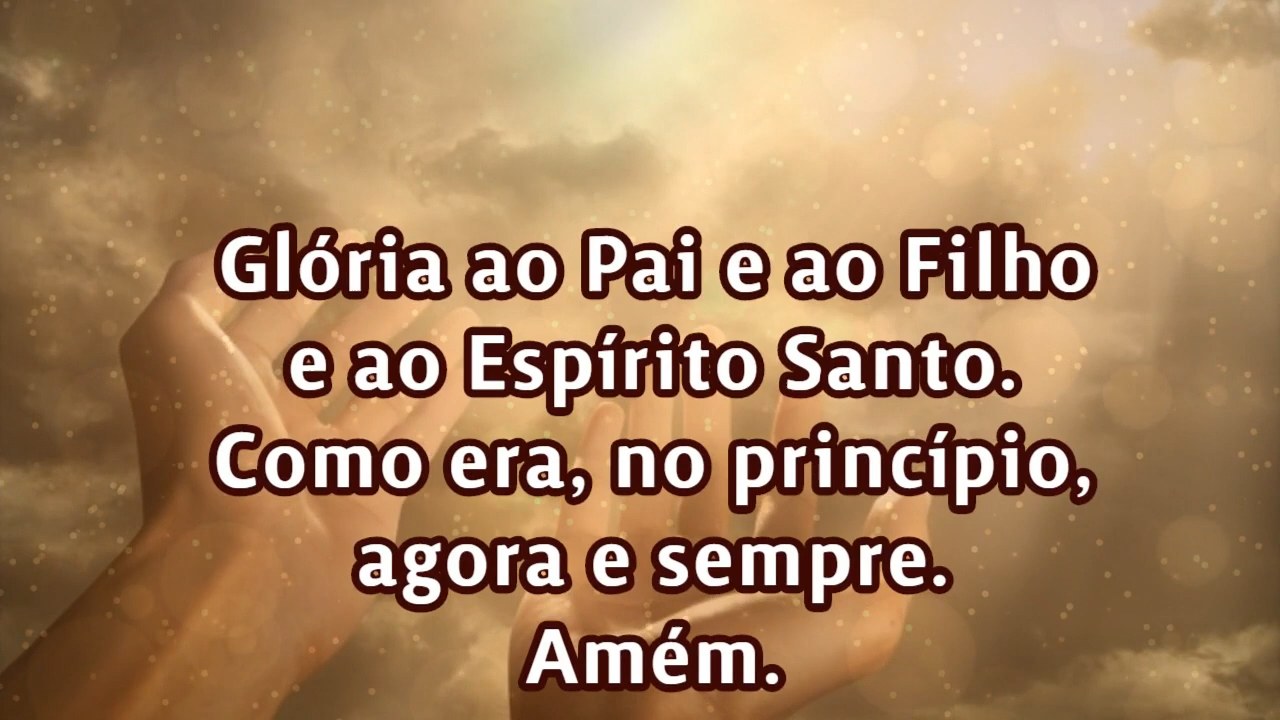 Glória ao Pai e ao Filho
e ao Espírito Santo.
Como era, no princípio,
agora e sempre.
Amém.